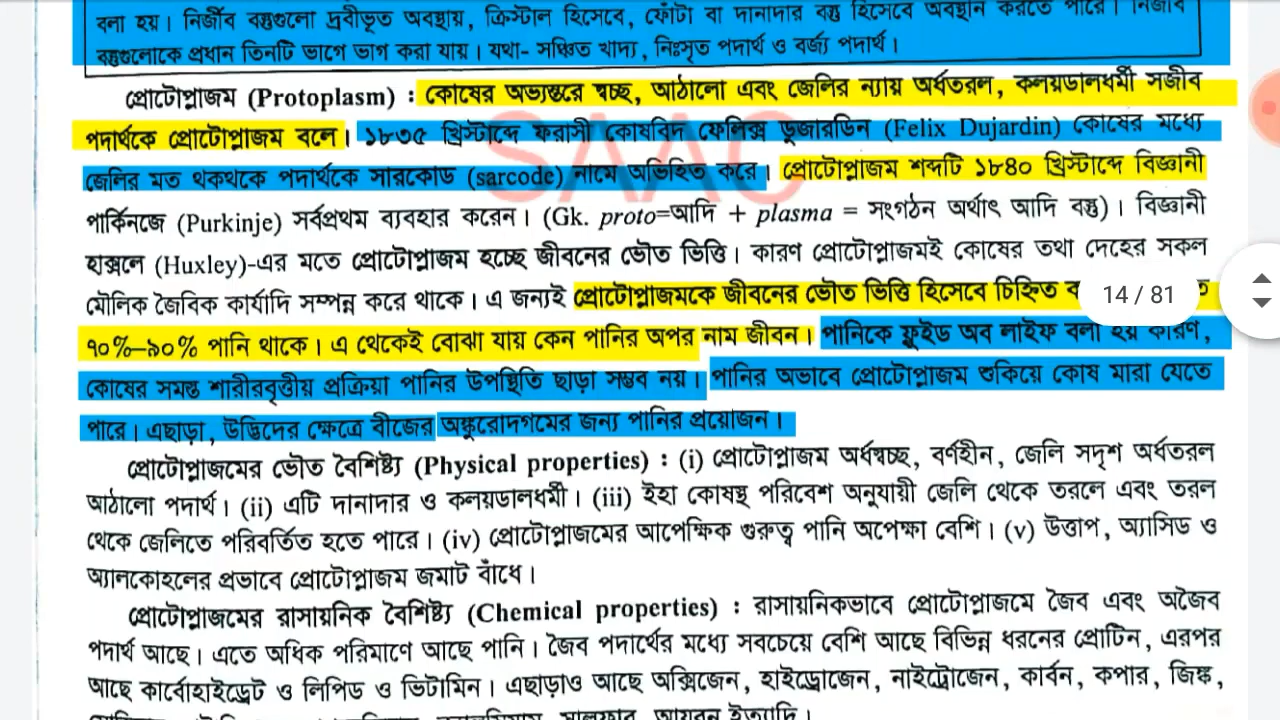 বলা হয়। নির্জীব বস্তুগুলো দ্রবীভূত অবস্থায়, ক্রিস্টাল হিসেবে, ফোঁটা বা দানাদার বস্তু হিসেবে অবস্থান করতে পারে। নির্জীব
বস্তুগুলোকে প্রধান তিনটি ভাগে ভাগ করা যায়। যথা- সঞ্চিত খাদ্য, নিঃসৃত পদার্থ ও বর্জ্য পদার্থ।
প্রোটোপ্লাজম (Protoplasm) : কোষের অভ্যন্তরে স্বচ্ছ, আঠালো এবং জেলির ন্যায় অর্ধতরল, কলয়ডালধর্মী সজীব
পদার্থকে প্রোটোপ্লাজম বলে। ১৮৩৫ খ্রিস্টাব্দে ফরাসী কোষবিদ ফেলিক্স ডুজারডিন (Felix Dujardin) কোষের মধ্যে
জেলির মত থকথকে পদার্থকে সারকোড (sarcode) নামে অভিহিত করে। প্রোটোপ্লাজম শব্দটি ১৮৪০ খ্রিস্টাব্দে বিজ্ঞানী
পার্কিনজে (Purkinje) সর্বপ্রথম ব্যবহার করেন। (Gk. proto=আদি + plasma = সংগঠন অর্থাৎ আদি বস্তু)। বিজ্ঞানী
হাক্সলে (Huxley)-এর মতে প্রোটোপ্লাজম হচ্ছে জীবনের ভৌত ভিত্তি। কারণ প্রোটোপ্লাজমই কোষের তথা দেহের সকল
মৌলিক জৈবিক কার্যাদি সম্পন্ন করে থাকে। এ জন্যই প্রোটোপ্লাজমকে জীবনের ভৌত ভিত্তি হিসেবে চিহ্নিত
14 / 81
৭০%–৯০% পানি থাকে। এ থেকেই বোঝা যায় কেন পানির অপর নাম জীবন। পানিকে ফ্লুইড অব লাইফ বলা হয় কারণ,
কোষের সমস্ত শারীরবৃত্তীয় প্রক্রিয়া পানির উপস্থিতি ছাড়া সম্ভব নয়। পানির অভাবে প্রোটোপ্লাজম শুকিয়ে কোষ মারা যেতে
পারে। এছাড়া, উদ্ভিদের ক্ষেত্রে বীজের অঙ্কুরোদগমের জন্য পানির প্রয়োজন।
প্রোটোপ্লাজমের ভৌত বৈশিষ্ট্য (Physical properties) : (i) প্রোটোপ্লাজম অর্ধস্বচ্ছ, বর্ণহীন, জেলি সদৃশ অর্ধতরল
আঠালো পদার্থ। (ii) এটি দানাদার ও কলয়ডালধর্মী। (iii) ইহা কোষস্থ পরিবেশ অনুযায়ী জেলি থেকে তরলে এবং তরল
থেকে জেলিতে পরিবর্তিত হতে পারে। (iv) প্রোটোপ্লাজমের আপেক্ষিক গুরুত্ব পানি অপেক্ষা বেশি। (v) উত্তাপ, অ্যাসিড ও
অ্যালকোহলের প্রভাবে প্রোটোপ্লাজম জমাট বাঁধে।
প্রোটোপ্লাজমের রাসায়নিক বৈশিষ্ট্য (Chemical properties) : রাসায়নিকভাবে প্রোটোপ্লাজমে জৈব এবং অজৈব
পদার্থ আছে। এতে অধিক পরিমাণে আছে পানি। জৈব পদার্থের মধ্যে সবচেয়ে বেশি আছে বিভিন্ন ধরনের প্রোটিন, এরপর
আছে কার্বোহাইড্রেট ও লিপিড ও ভিটামিন। এছাড়াও আছে অক্সিজেন, হাইড্রোজেন, নাইট্রোজেন, কার্বন, কপার, জিঙ্ক,
সালফার, আয়রন ইত্যাদি।